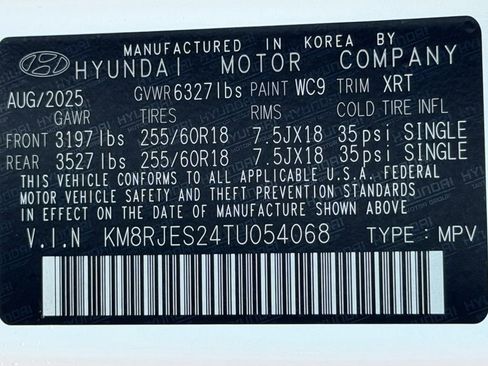 MANUFACTURED IN KOREA BY
HYUNDAI MOTOR COMPANY
AUG/2025 GVWR 6327lbs PAINT WC9 TRIM XRT
GAWR TIRES RIMS COLD TIRE INFL
FRONT 3197lbs 255/60R18 7.5JX18 35psi SINGLE
REAR 3527lbs 255/60R18 7.5JX18 35psi SINGLE
THIS VEHICLE CONFORMS TO ALL APPLICABLE U.S.A. FEDERAL
MOTOR VEHICLE SAFETY AND THEFT PREVENTION STANDARDS
IN EFFECT ON THE DATE OF MANUFACTURE SHOWN ABOVE.
V.I.N KM8RJES24TU054068 TYPE: MPV